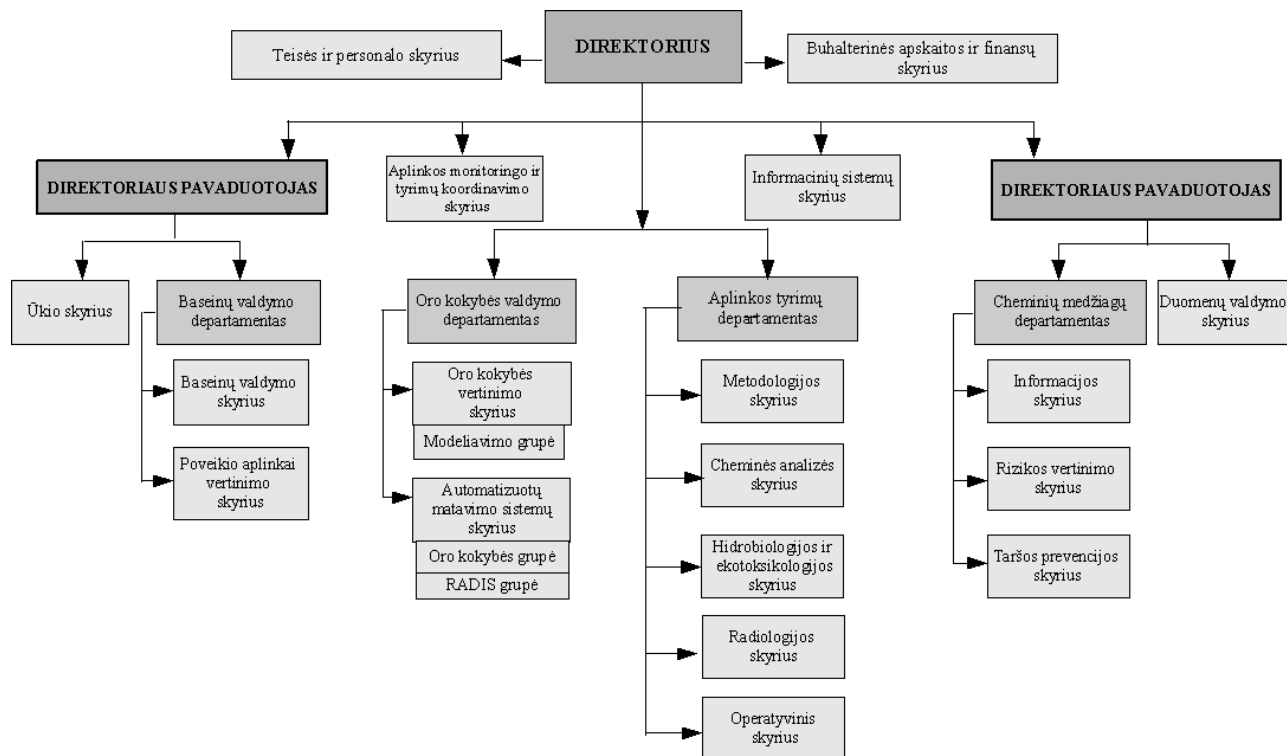 DIREKTORIUS
Teisės ir personalo skyrius
Buhalterinės apskaitos ir finansų
skyrius
DIREKTORIAUS PAVADUOTOJAS
Aplinkos monitoringo ir
tyrimų koordinavimo
skyrius
Informacinių sistemų
skyrius
DIREKTORIAUS PAVADUOTOJAS
Ūkio skyrius
Baseinų valdymo
departamentas
Oro kokybės valdymo
departamentas
Aplinkos tyrimų
departamentas
Cheminių medžiagų
departamentas
Duomenų valdymo
skyrius
Baseinų valdymo
skyrius
Poveikio aplinkai
vertinimo
skyrius
Oro kokybės
vertinimo
skyrius
Modeliavimo grupė
Automatizuotų
matavimo sistemų
skyrius
Oro kokybės grupė
RADIS grupė
Metodologijos
skyrius
Cheminės analizės
skyrius
Hidrobiologijos ir
ekotoksikologijos
skyrius
Radiologijos
skyrius
Operatyvinis
skyrius
Informacijos
skyrius
Rizikos vertinimo
skyrius
Taršos prevencijos
skyrius